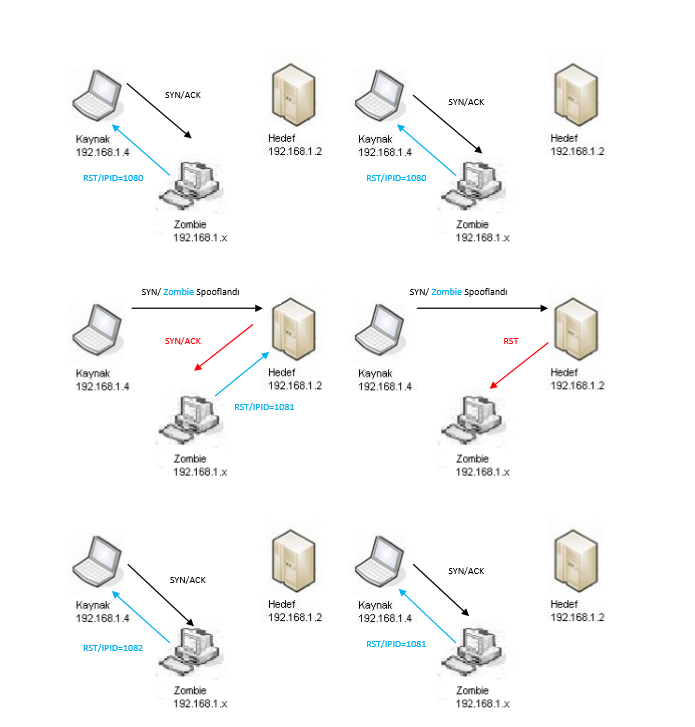 SYN/ACK
SYN/ACK
Kaynak
192.168.1.4
Hedef
192.168.1.2
Kaynak
192.168.1.4
Hedef
192.168.1.2
RST/IPID=1080
RST/IPID=1080
Zombie
192.168.1.x
Zombie
192.168.1.x
SYN/ Zombie Spooflandı
SYN/ Zombie Spooflandı
SYN/ACK
RST
Kaynak
192.168.1.4
Hedef
192.168.1.2
Kaynak
192.168.1.4
Hedef
192.168.1.2
RST/IPID=1081
Zombie
192.168.1.x
Zombie
192.168.1.x
SYN/ACK
SYN/ACK
Kaynak
192.168.1.4
Hedef
192.168.1.2
Kaynak
192.168.1.4
Hedef
192.168.1.2
RST/IPID=1082
RST/IPID=1081
Zombie
192.168.1.x
Zombie
192.168.1.x